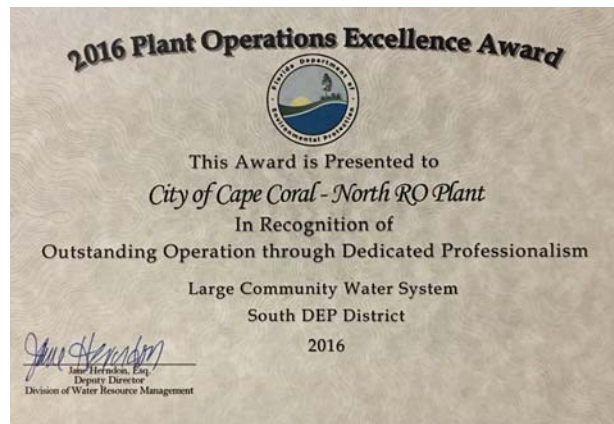 2016 Plant Operations Excellence Award
Florida Department of
Environmental Protection
This Award is Presented to
City of Cape Coral - North RO Plant
In Recognition of
Outstanding Operation through Dedicated Professionalism
Large Community Water System
South DEP District
2016
Jane Herndon
Jane Herndon, Esq.
Deputy Director
Division of Water Resource Management